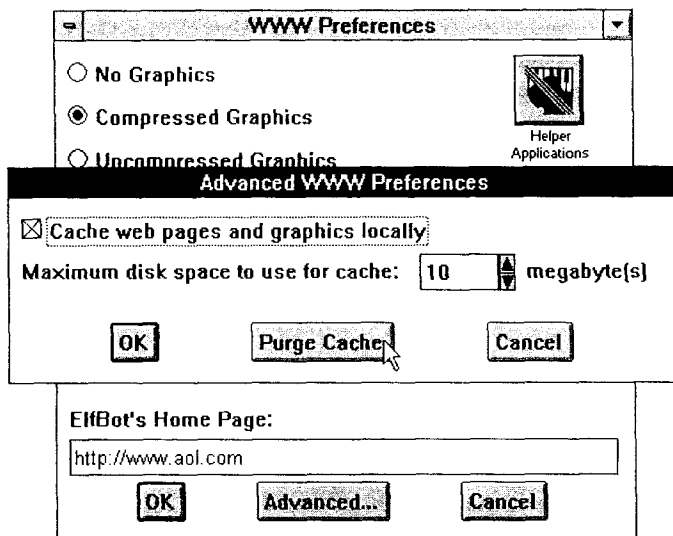 WWW Preferences
No Graphics
Compressed Graphics
Uncompressed Graphics
Helper
Applications
Advanced WWW Preferences
Cache web pages and graphics locally
Maximum disk space to use for cache: 10 megabyte(s)
OK Purge Cache Cancel
ElfBot's Home Page:
http://www.aol.com
OK Advanced... Cancel